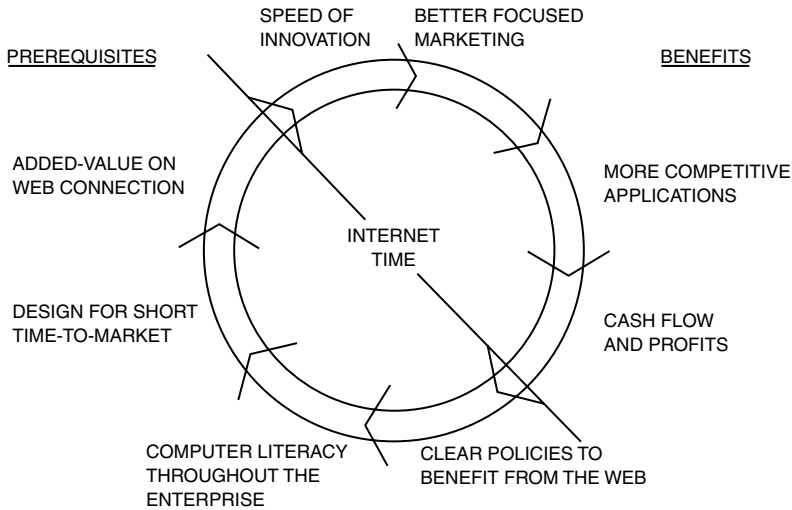 SPEED OF
INNOVATION
BETTER FOCUSED
MARKETING
PREREQUISITES
BENEFITS
ADDED-VALUE ON
WEB CONNECTION
MORE COMPETITIVE
APPLICATIONS
INTERNET
TIME
DESIGN FOR SHORT
TIME-TO-MARKET
CASH FLOW
AND PROFITS
COMPUTER LITERACY
THROUGHOUT THE
ENTERPRISE
CLEAR POLICIES TO
BENEFIT FROM THE WEB